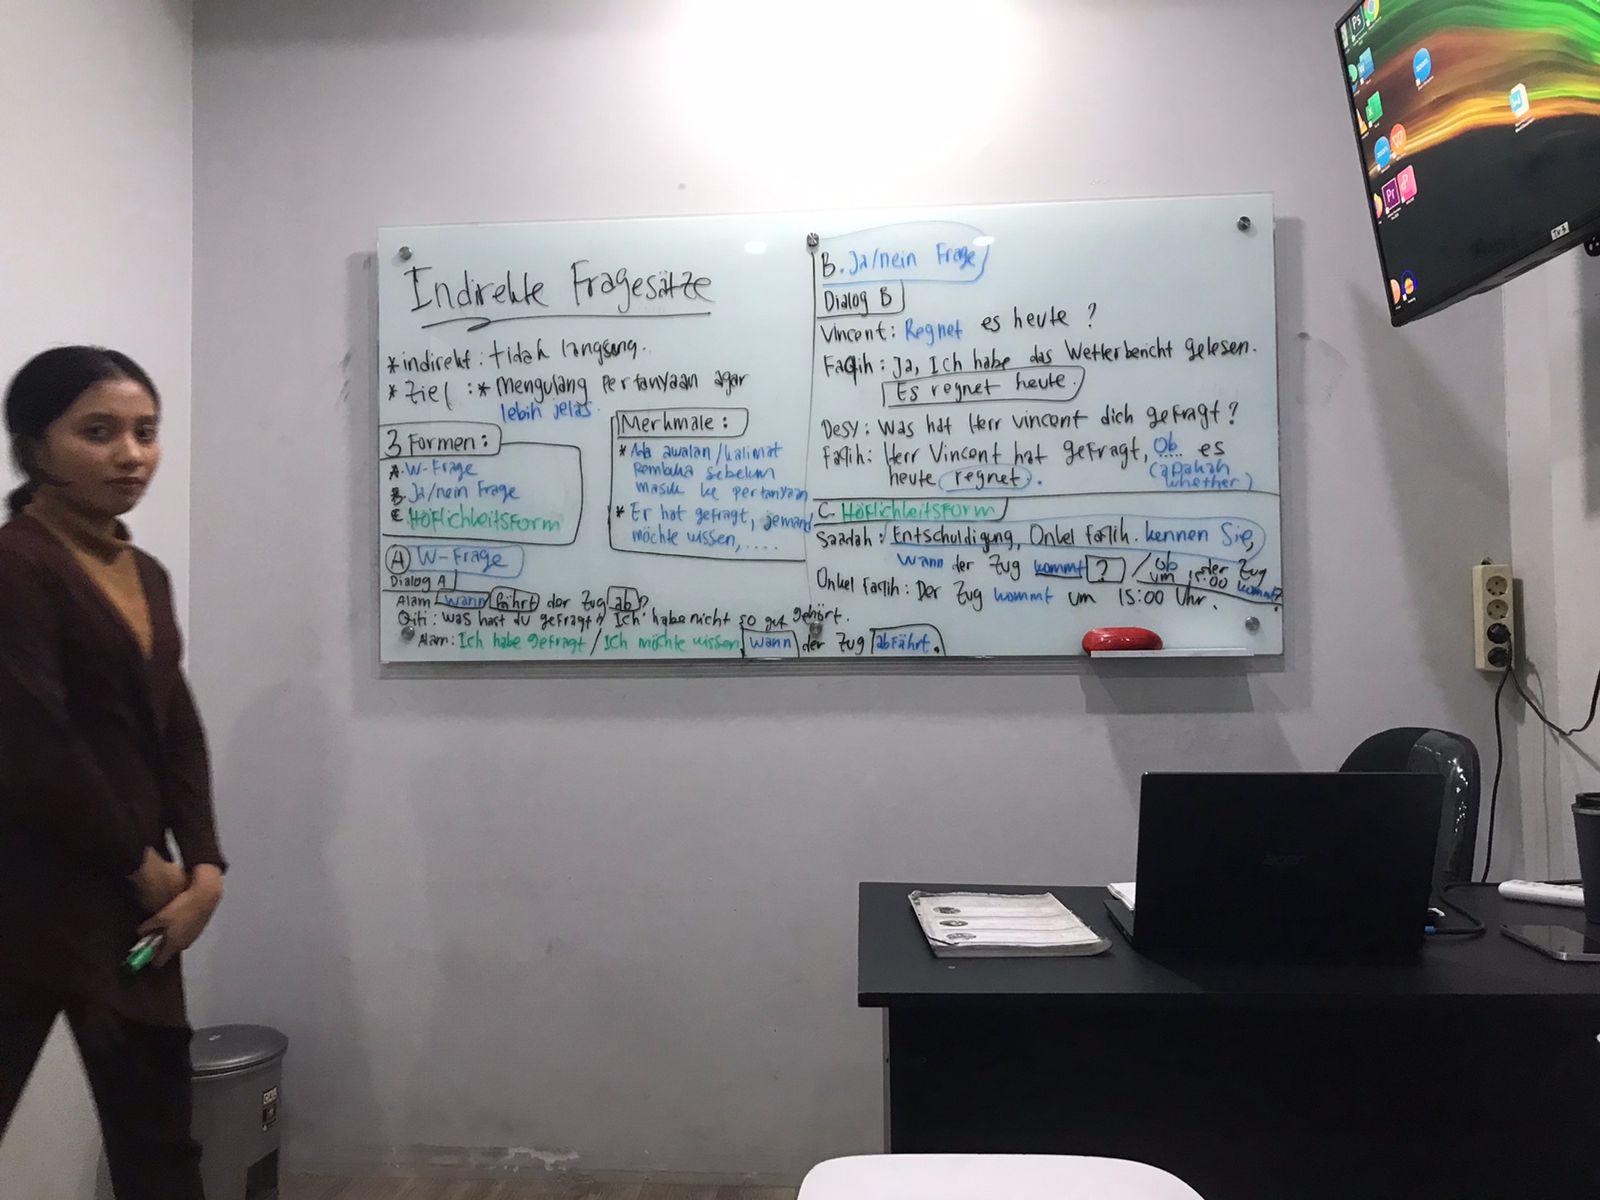 Indirekte Fragesätze
* indirekt : tidak langsung.
* Ziel : * Mengulang pertanyaan agar
lebih jelas.
3 Formen :
A. W-Frage
B. Ja/nein Frage
C. Höflichkeitsform
Merkmale :
* Ada awalan/kalimat
pembuka sebelum
masuk ke pertanyaan
* Er hat gefragt, jemand
möchte wissen, ....
A W-Frage
Dialog A
Alam : wann fährt der Zug ab?
Qiti : was hast du gefragt? Ich habe nicht so gut gehört.
Alam : Ich habe gefragt / Ich möchte wissen wann der Zug abfährt.
B. Ja/nein Frage
Dialog B
Vincent : Regnet es heute ?
Faqih : Ja, Ich habe das Wetterbericht gelesen.
Es regnet heute.
Desy : Was hat Herr Vincent dich gefragt ?
Faqih : Herr Vincent hat gefragt, Ob es
(apakah
heute regnet.
whether)
C. Höflichkeitsform
Saadah : Entschuldigung, Onkel Faqih. kennen Sie,
wann der Zug kommt ? / Ob der Zug
um 15:00 kommt?
Onkel Faqih : Der Zug kommt um 15:00 Uhr.
Ps
W
zoom
X
W
zoom
Pr
TV 2
acer